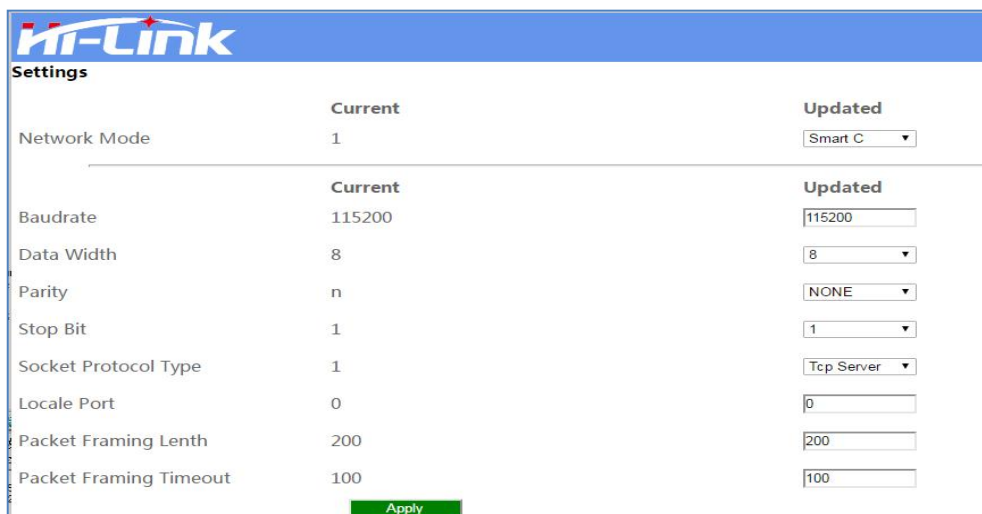 Hi-Link
Settings
Current Updated
Network Mode 1 Smart C
Current Updated
Baudrate 115200 115200
Data Width 8 8
Parity n NONE
Stop Bit 1 1
Socket Protocol Type 1 Tcp Server
Locale Port 0 0
Packet Framing Lenth 200 200
Packet Framing Timeout 100 100
Apply